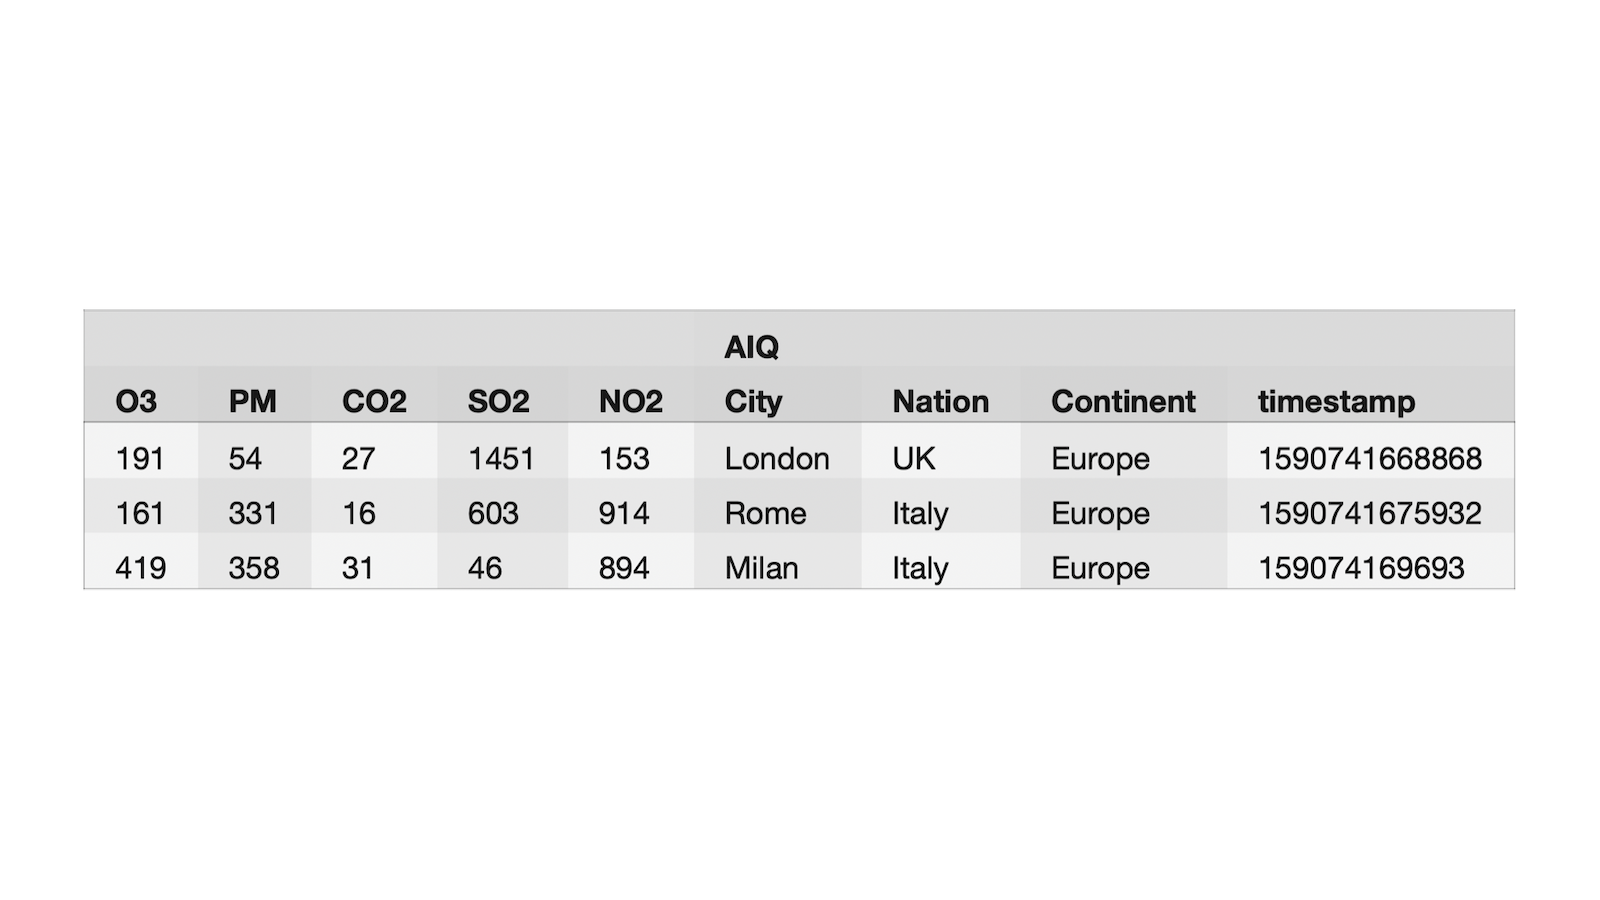 AIQ
O3 PM CO2 SO2 NO2 City Nation Continent timestamp
191 54 27 1451 153 London UK Europe 1590741668868
161 331 16 603 914 Rome Italy Europe 1590741675932
419 358 31 46 894 Milan Italy Europe 159074169693